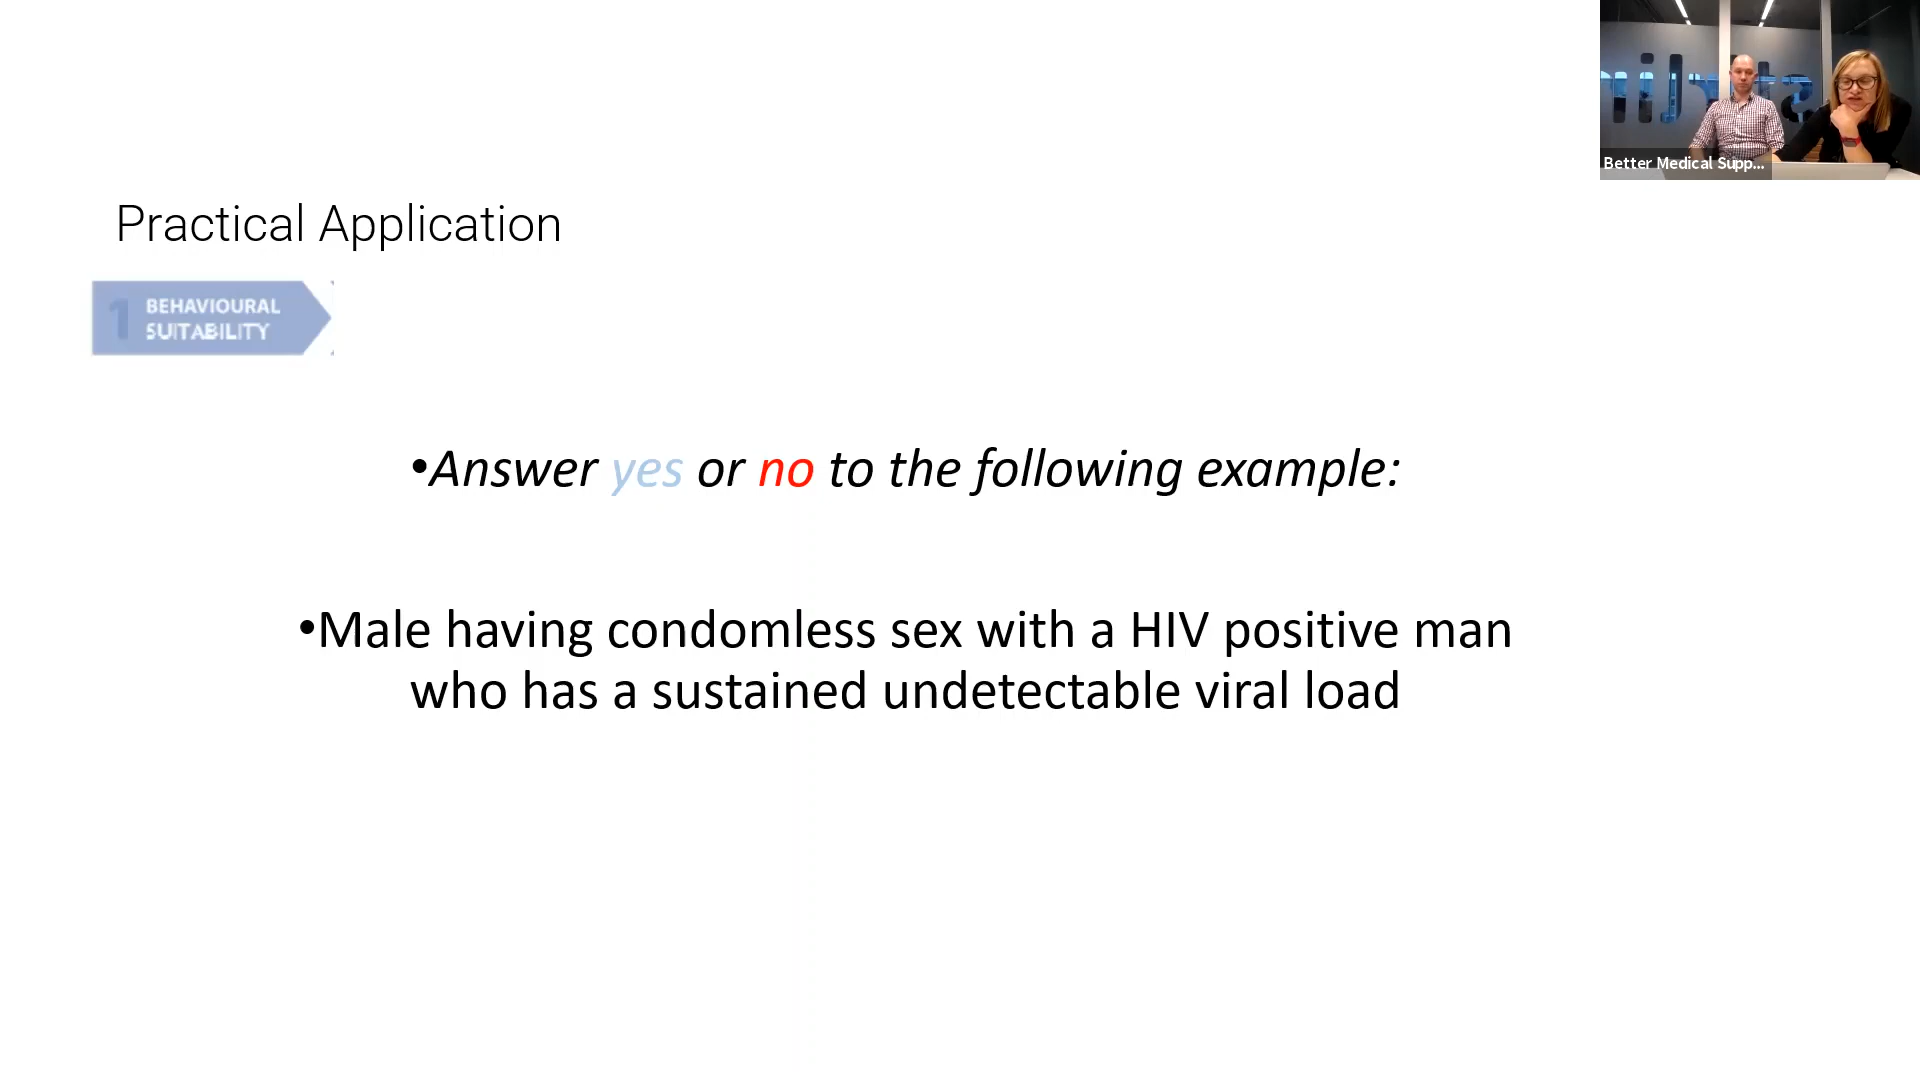 Better Medical Supp...
Practical Application
1 BEHAVIOURAL
SUITABILITY
•Answer yes or no to the following example:
•Male having condomless sex with a HIV positive man
who has a sustained undetectable viral load